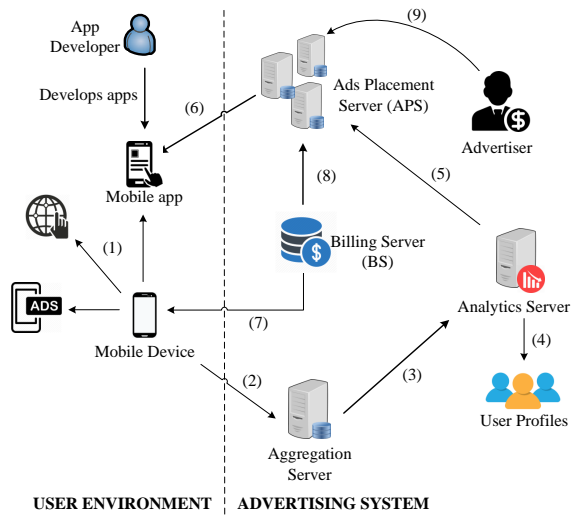 App
Developer
Develops apps
Mobile app
(1)
ADS
Mobile Device
(2)
(6)
(9)
Ads Placement
Server (APS)
Advertiser
(5)
(8)
$
Billing Server
(BS)
$
(7)
Analytics Server
(3)
(4)
User Profiles
Aggregation
Server
USER ENVIRONMENT
ADVERTISING SYSTEM